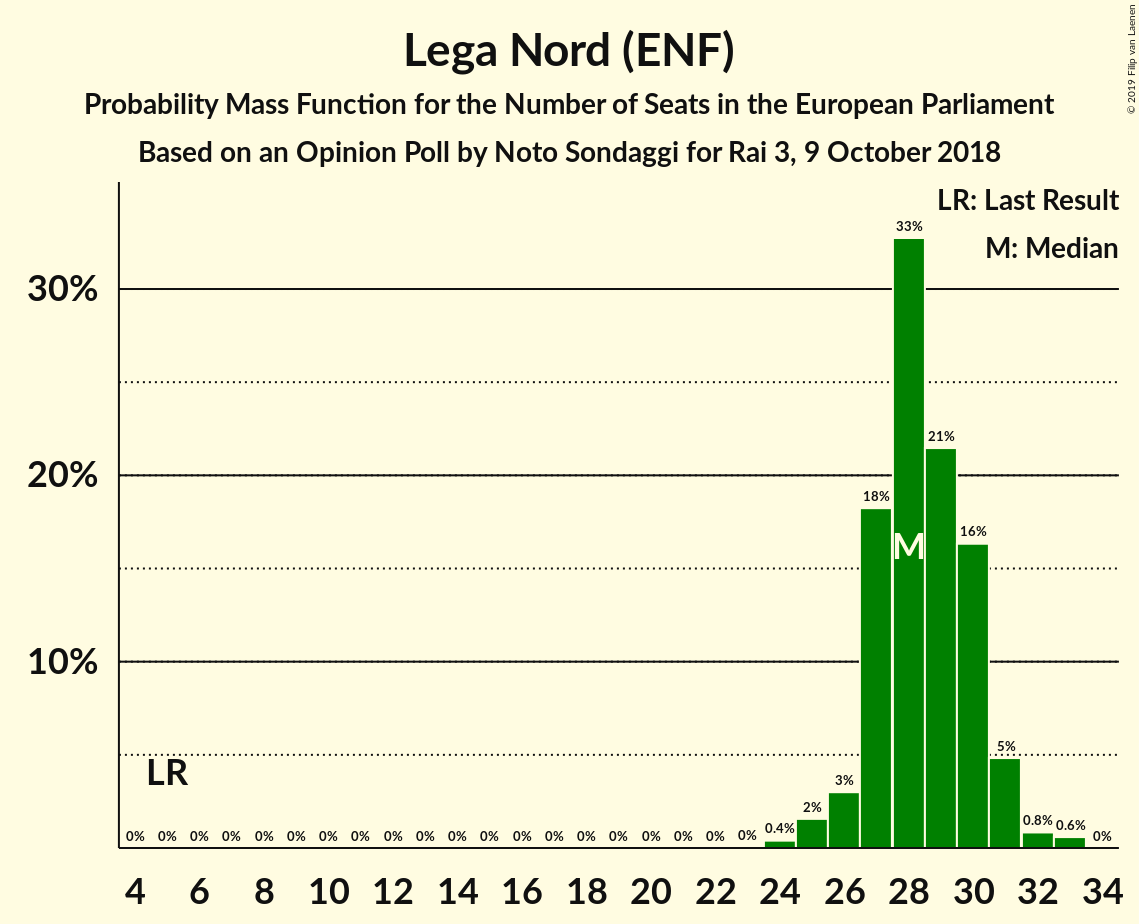 Lega Nord (ENF)
Probability Mass Function for the Number of Seats in the European Parliament
Based on an Opinion Poll by Noto Sondaggi for Rai 3, 9 October 2018
© 2019 Filip van Laenen
LR: Last Result
M: Median
30%
20%
10%
33%
21%
18%
16%
M
5%
LR
3%
2%
0% 0% 0% 0% 0% 0% 0% 0% 0% 0% 0% 0% 0% 0% 0% 0% 0% 0% 0% 0% 0.4% 0.8% 0.6% 0%
4 6 8 10 12 14 16 18 20 22 24 26 28 30 32 34